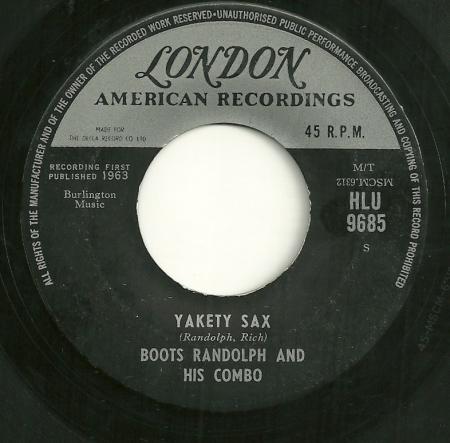 ALL RIGHTS OF THE MANUFACTURER AND OF THE OWNER OF THE RECORDED WORK RESERVED·UNAUTHORISED PUBLIC PERFORMANCE BROADCASTING AND COPYING OF THIS RECORD PROHIBITED
LONDON
AMERICAN RECORDINGS
MADE FOR
THE DECCA RECORD CO LTD
45 R.P.M.
RECORDING FIRST
PUBLISHED 1963
Burlington
Music
T/M
MSCM.6312
HLU
9685
S
YAKETY SAX
(Randolph, Rich)
BOOTS RANDOLPH AND
HIS COMBO